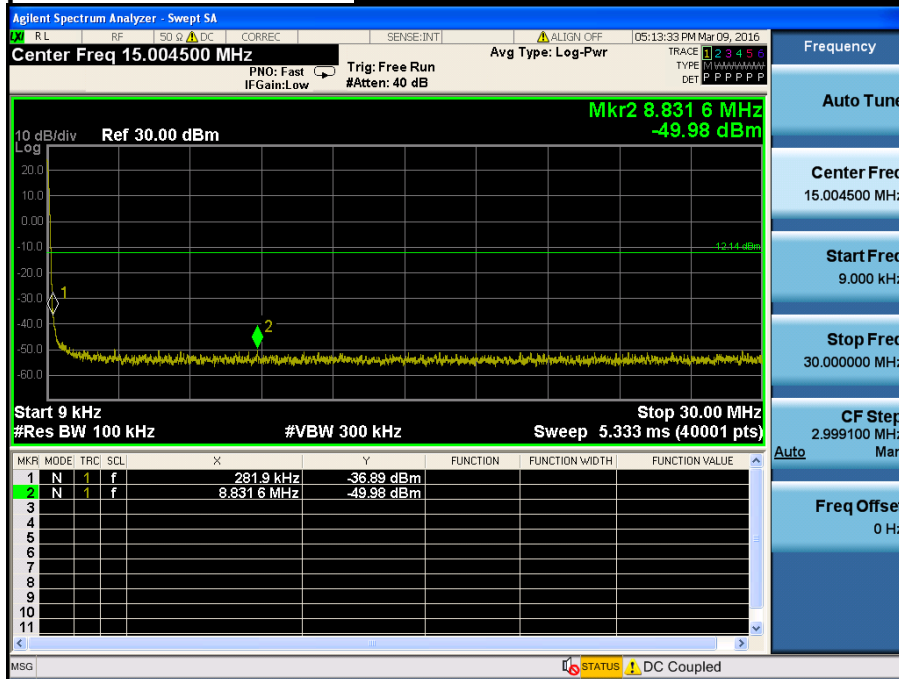 Agilent Spectrum Analyzer - Swept SA
LXI RL RF 50 Ω DC CORREC SENSE:INT ALIGN OFF 05:13:33 PM Mar 09, 2016
Center Freq 15.004500 MHz
PNO: Fast
IFGain:Low
Trig: Free Run
#Atten: 40 dB
Avg Type: Log-Pwr
TRACE 1 2 3 4 5 6
TYPE M WWWWW
DET P P P P P P
Mkr2 8.831 6 MHz
-49.98 dBm
10 dB/div Ref 30.00 dBm
Log
20.0
10.0
0.00
-10.0
-12.14 dBm
-20.0
-30.0
1
-40.0
2
-50.0
-60.0
Start 9 kHz Stop 30.00 MHz
#Res BW 100 kHz #VBW 300 kHz Sweep 5.333 ms (40001 pts)
MKR MODE TRC SCL X Y FUNCTION FUNCTION WIDTH FUNCTION VALUE
1 N 1 f 281.9 kHz -36.89 dBm
2 N 1 f 8.831 6 MHz -49.98 dBm
3
4
5
6
7
8
9
10
11
MSG STATUS DC Coupled
Frequency
Auto Tune
Center Freq
15.004500 MHz
Start Freq
9.000 kHz
Stop Freq
30.000000 MHz
CF Step
2.999100 MHz
Auto Man
Freq Offset
0 Hz